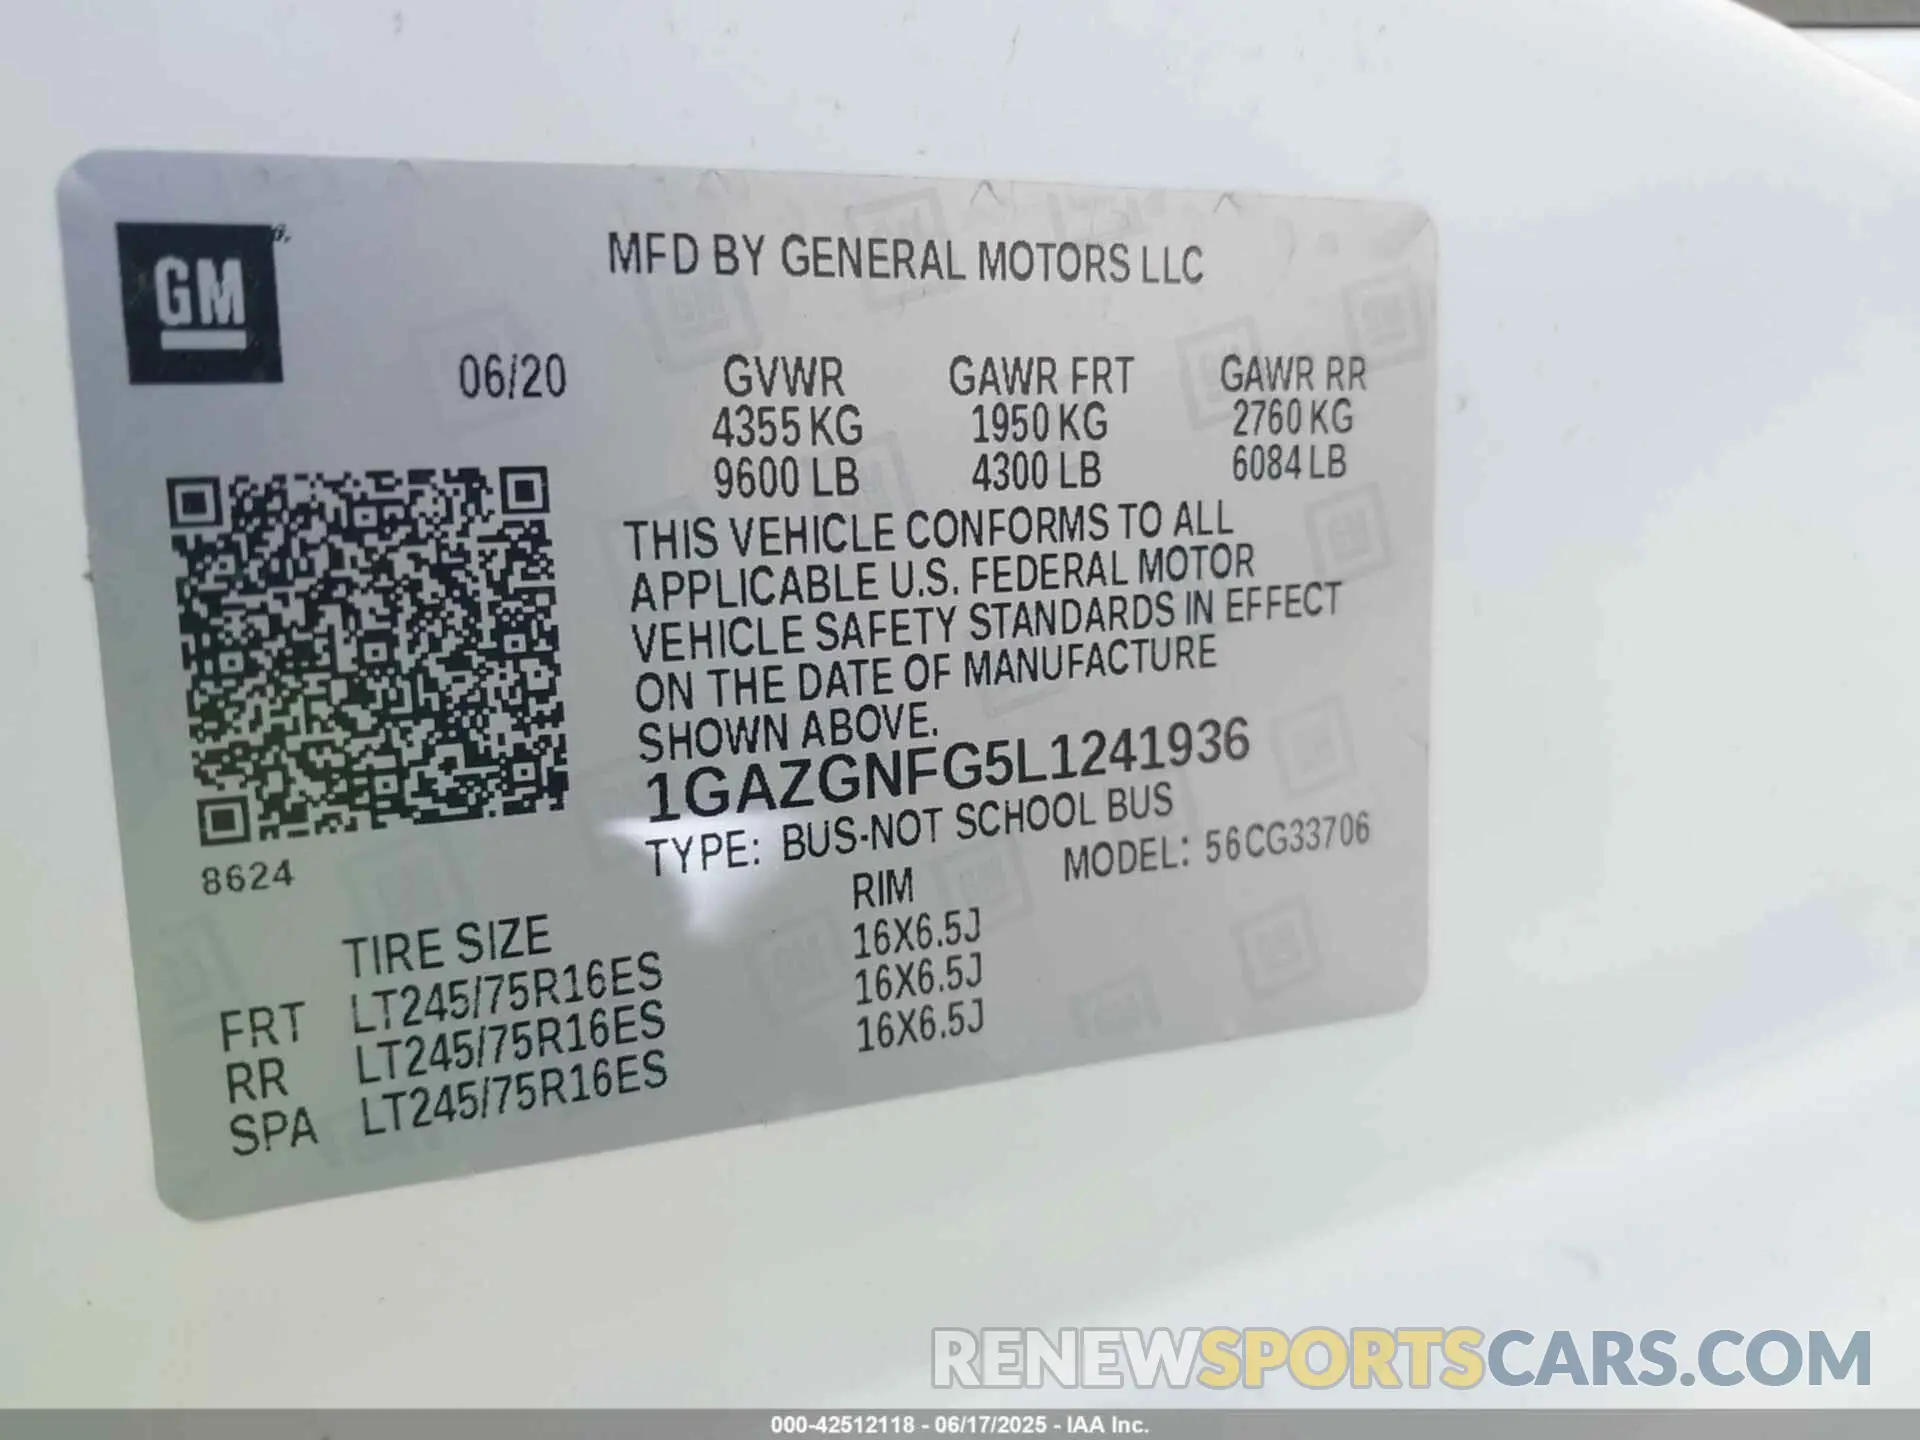 GM
MFD BY GENERAL MOTORS LLC
06/20
GVWR GAWR FRT GAWR RR
4355 KG 1950 KG 2760 KG
9600 LB 4300 LB 6084 LB
THIS VEHICLE CONFORMS TO ALL
APPLICABLE U.S. FEDERAL MOTOR
VEHICLE SAFETY STANDARDS IN EFFECT
ON THE DATE OF MANUFACTURE
SHOWN ABOVE.
1GAZGNFG5L1241936
TYPE: BUS-NOT SCHOOL BUS
8624
MODEL: 56CG33706
TIRE SIZE RIM
FRT LT245/75R16ES 16X6.5J
RR LT245/75R16ES 16X6.5J
SPA LT245/75R16ES 16X6.5J
RENEWSPORTSCARS.COM
000-42512118 - 06/17/2025 - IAA Inc.